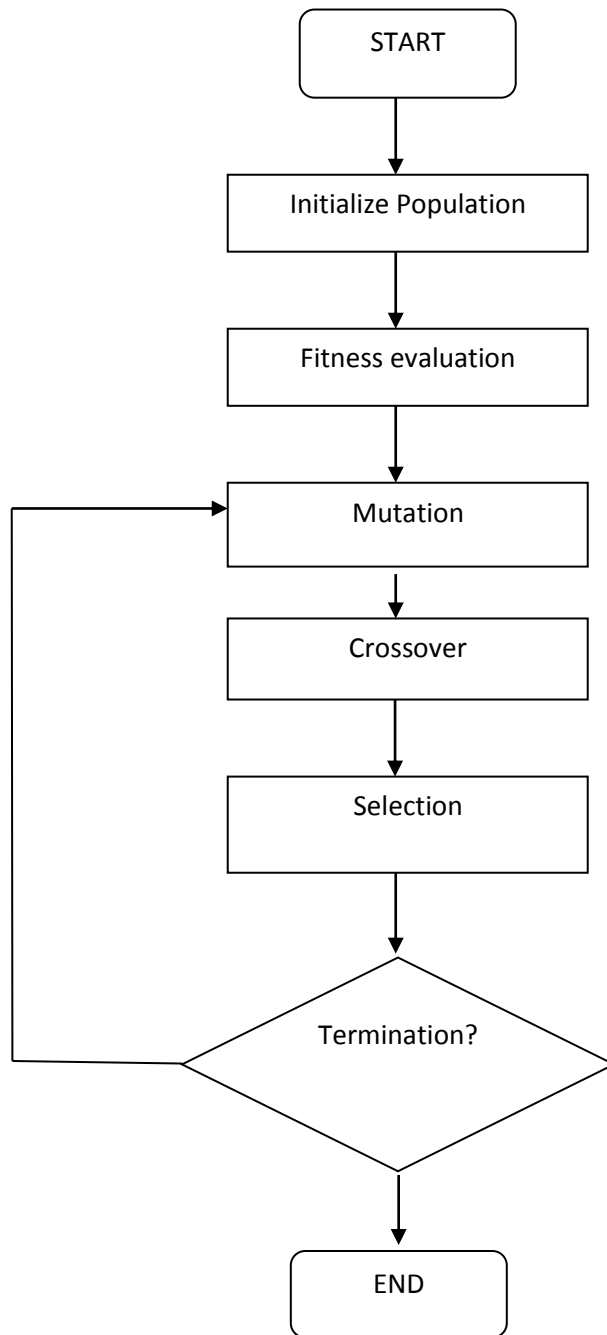 START
Initialize Population
Fitness evaluation
Mutation
Crossover
Selection
Termination?
END